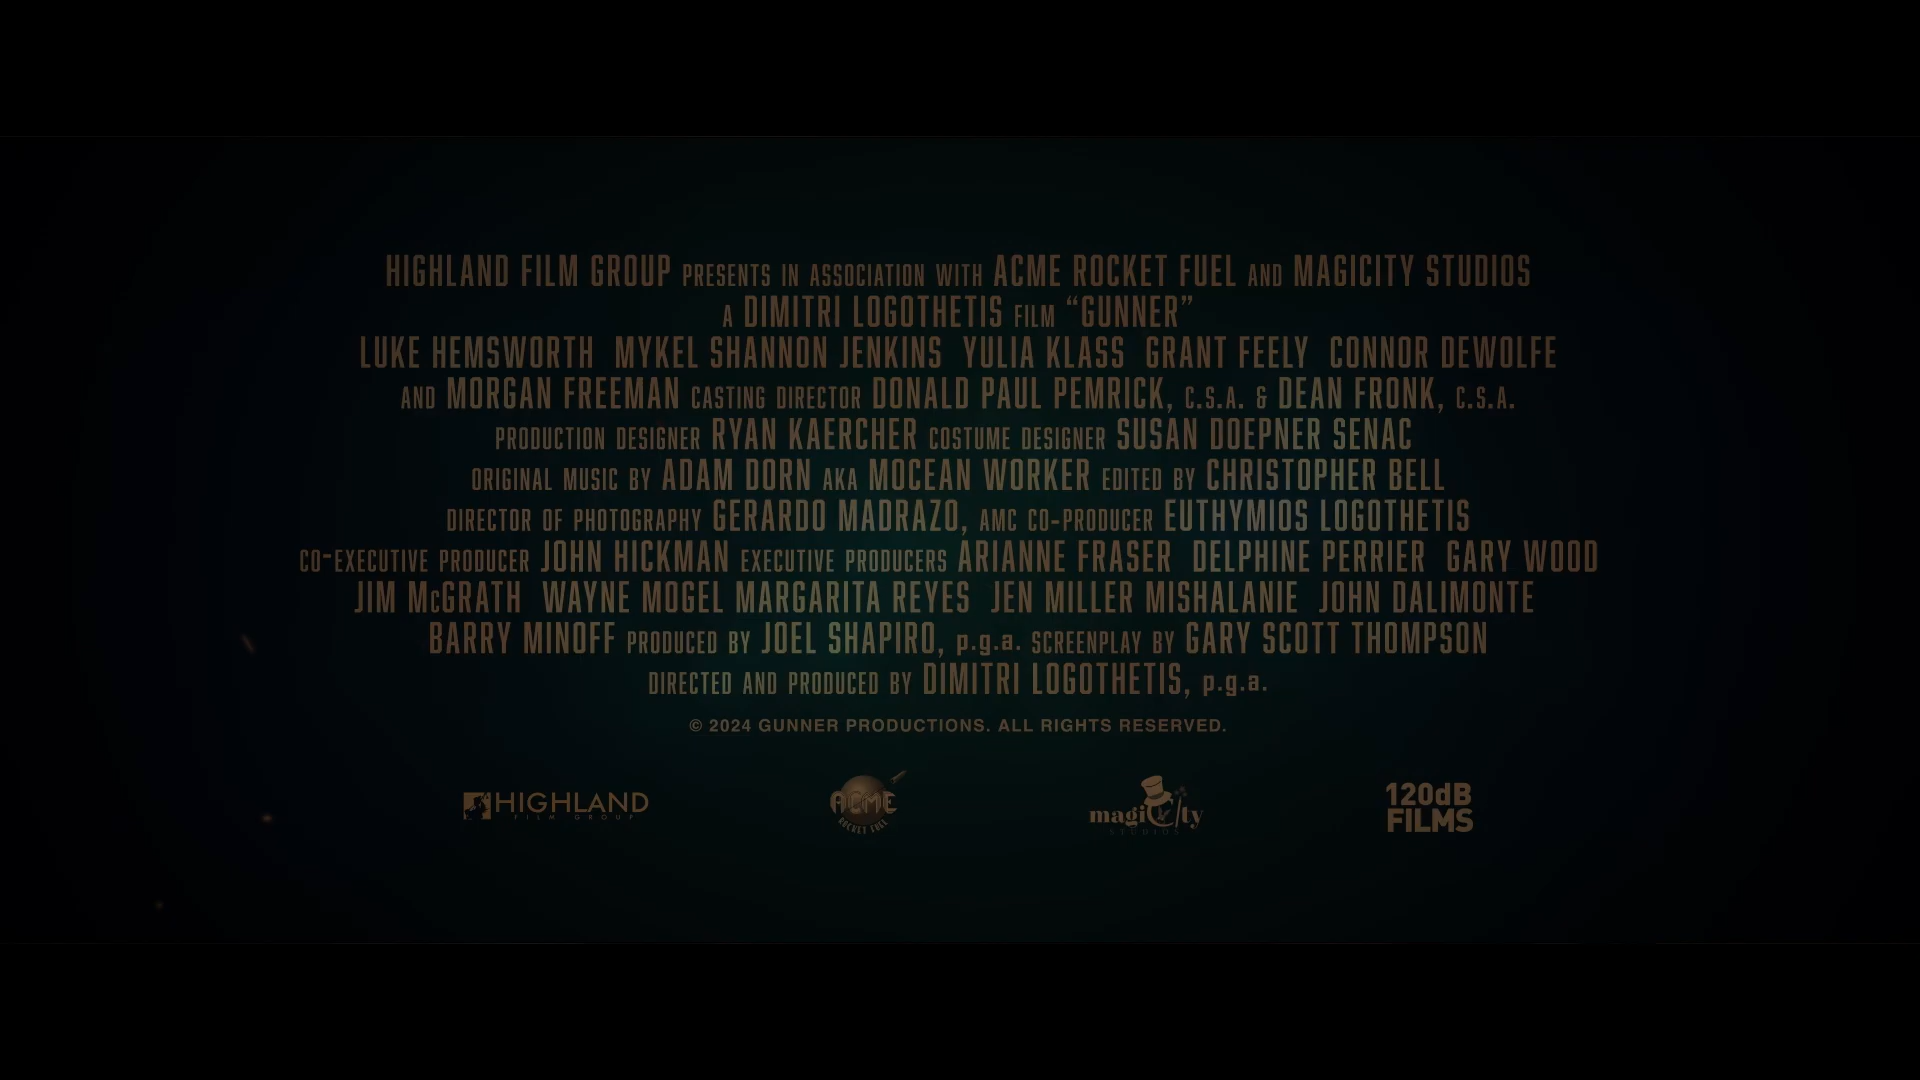 HIGHLAND FILM GROUP PRESENTS IN ASSOCIATION WITH ACME ROCKET FUEL AND MAGICITY STUDIOS
A DIMITRI LOGOTHETIS FILM “GUNNER”
LUKE HEMSWORTH MYKEL SHANNON JENKINS YULIA KLASS GRANT FEELY CONNOR DEWOLFE
AND MORGAN FREEMAN CASTING DIRECTOR DONALD PAUL PEMRICK, C.S.A. & DEAN FRONK, C.S.A.
PRODUCTION DESIGNER RYAN KAERCHER COSTUME DESIGNER SUSAN DOEPNER SENAC
ORIGINAL MUSIC BY ADAM DORN AKA MOCEAN WORKER EDITED BY CHRISTOPHER BELL
DIRECTOR OF PHOTOGRAPHY GERARDO MADRAZO, AMC CO-PRODUCER EUTHYMIOS LOGOTHETIS
CO-EXECUTIVE PRODUCER JOHN HICKMAN EXECUTIVE PRODUCERS ARIANNE FRASER DELPHINE PERRIER GARY WOOD
JIM McGRATH WAYNE MOGEL MARGARITA REYES JEN MILLER MISHALANIE JOHN DALIMONTE
BARRY MINOFF PRODUCED BY JOEL SHAPIRO, p.g.a. SCREENPLAY BY GARY SCOTT THOMPSON
DIRECTED AND PRODUCED BY DIMITRI LOGOTHETIS, p.g.a.
© 2024 GUNNER PRODUCTIONS. ALL RIGHTS RESERVED.
HIGHLAND
FILM GROUP
ACME
ROCKET FUEL
magiCity
STUDIOS
120dB
FILMS